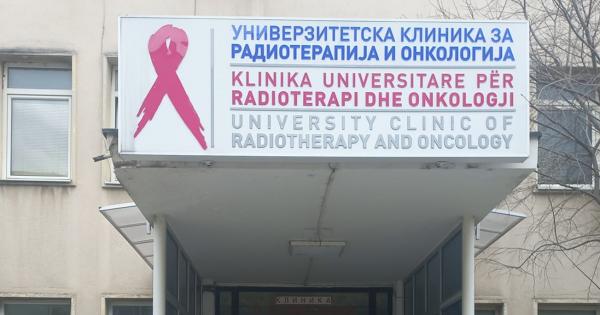 УНИВЕРЗИТЕТСКА КЛИНИКА ЗА
РАДИОТЕРАПИЈА И ОНКОЛОГИЈА
KLINIKA UNIVERSITARE PËR
RADIOTERAPI DHE ONKOLOGJI
UNIVERSITY CLINIC OF
RADIOTHERAPY AND ONCOLOGY
КЛИНИКА